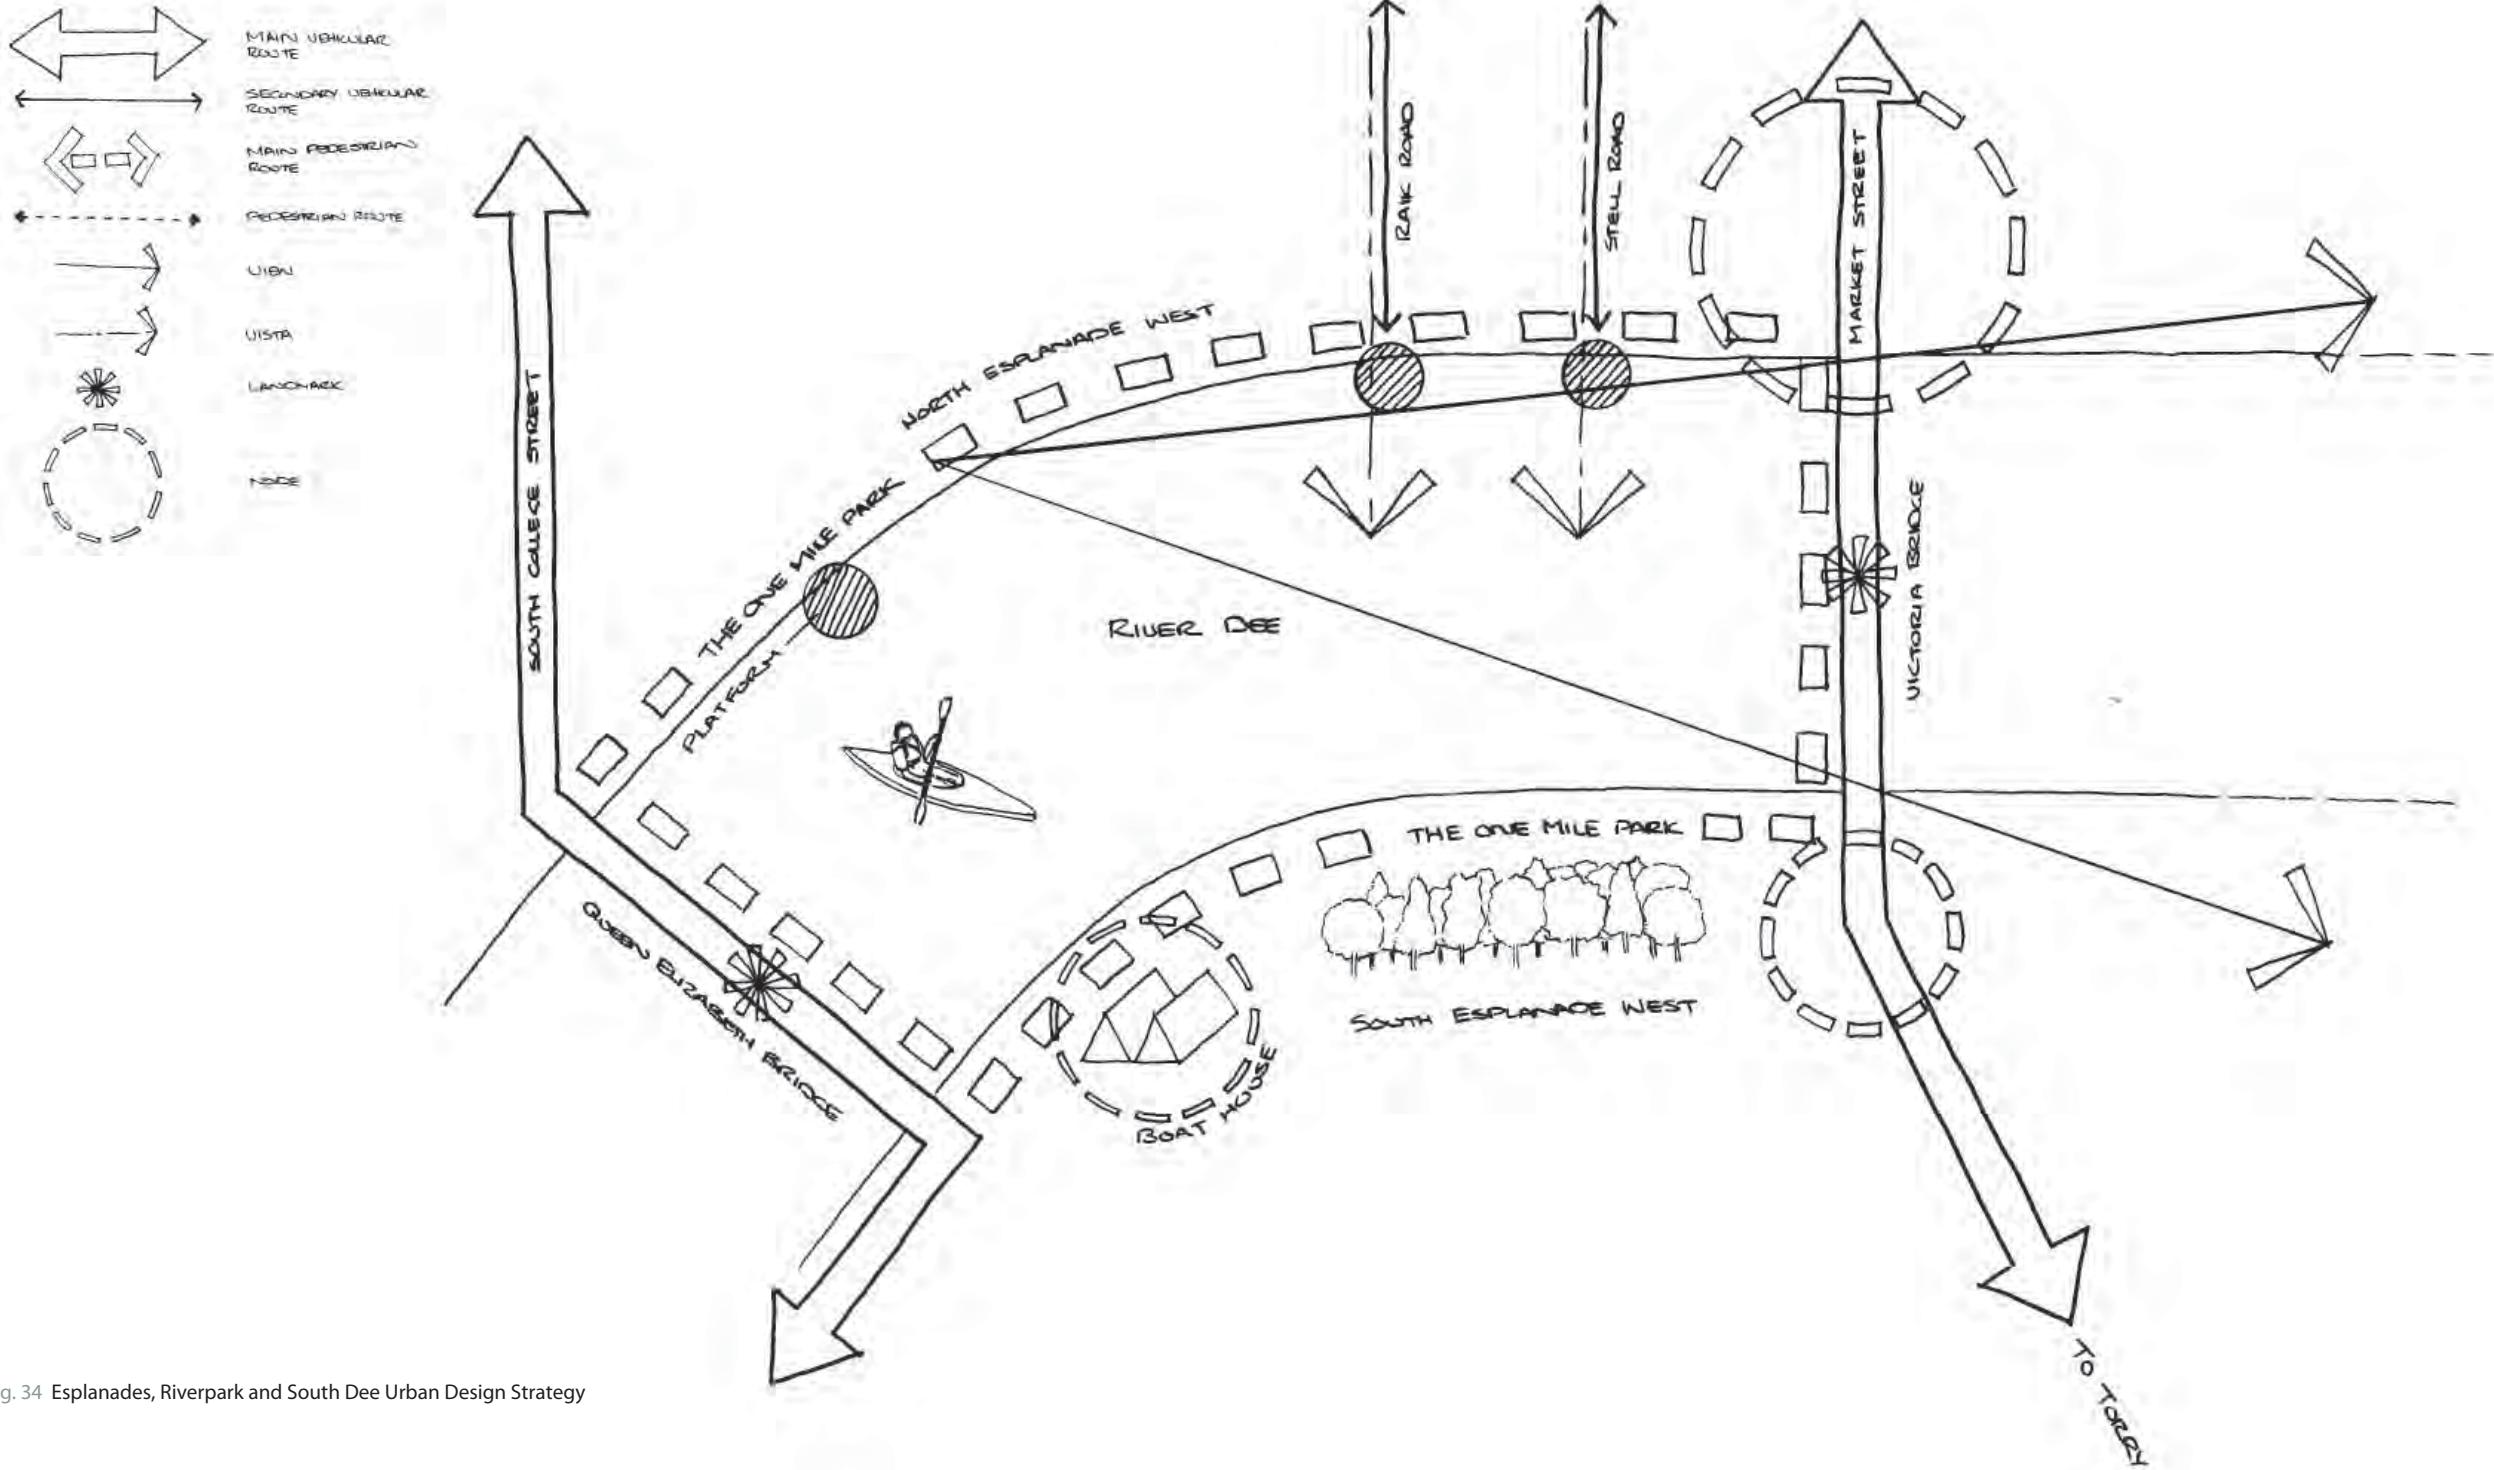 MAIN VEHICULAR
ROUTE
SECONDARY VEHICULAR
ROUTE
MAIN PEDESTRIAN
ROUTE
PEDESTRIAN ROUTE
VIEW
VISTA
LANDMARK
NODE
SOUTH COLLEGE STREET
NORTH ESPLANADE WEST
RAIK ROAD
STELL ROAD
MARKET STREET
THE ONE MILE PARK
PLATFORM
RIVER DEE
VICTORIA BRIDGE
THE ONE MILE PARK
QUEEN ELIZABETH BRIDGE
SOUTH ESPLANADE WEST
BOAT HOUSE
TO TORRY
g. 34 Esplanades, Riverpark and South Dee Urban Design Strategy